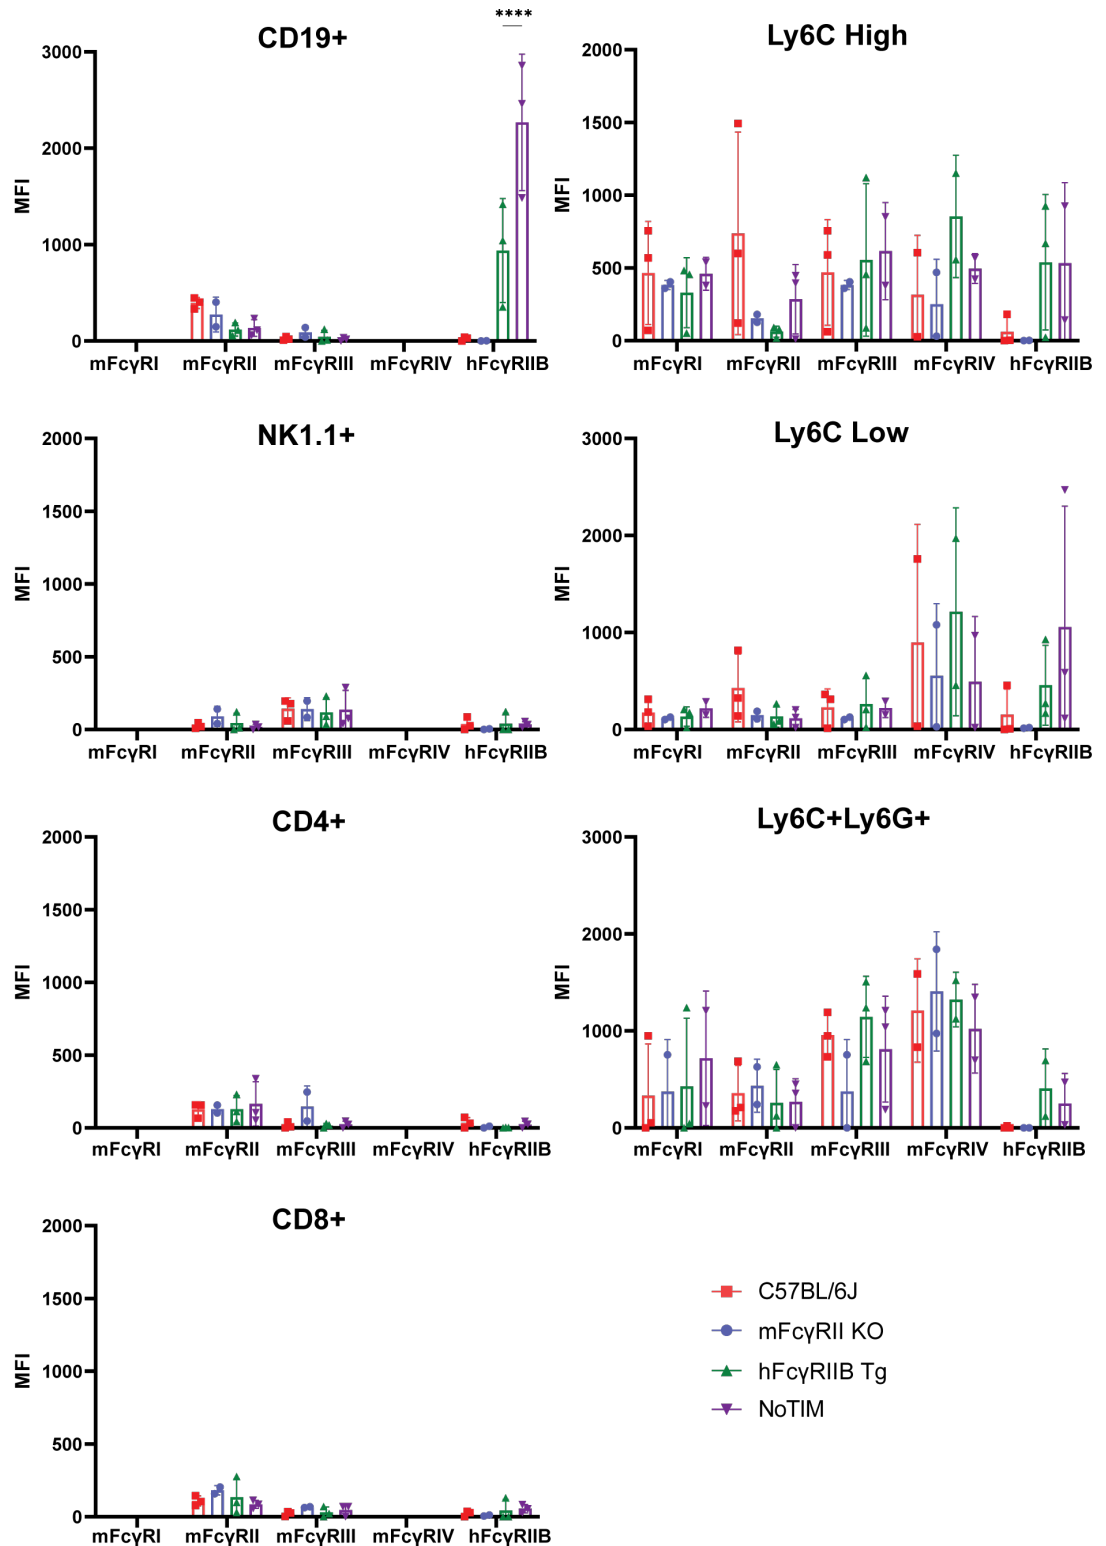 ****
CD19+
3000
2000
1000
0
MFI
mFcγRI mFcγRII mFcγRIII mFcγRIV hFcγRIIB
Ly6C High
2000
1500
1000
500
0
MFI
mFcγRI mFcγRII mFcγRIII mFcγRIV hFcγRIIB
NK1.1+
2000
1500
1000
500
0
MFI
mFcγRI mFcγRII mFcγRIII mFcγRIV hFcγRIIB
Ly6C Low
3000
2000
1000
0
MFI
mFcγRI mFcγRII mFcγRIII mFcγRIV hFcγRIIB
CD4+
2000
1500
1000
500
0
MFI
mFcγRI mFcγRII mFcγRIII mFcγRIV hFcγRIIB
Ly6C+Ly6G+
3000
2000
1000
0
MFI
mFcγRI mFcγRII mFcγRIII mFcγRIV hFcγRIIB
CD8+
2000
1500
1000
500
0
MFI
mFcγRI mFcγRII mFcγRIII mFcγRIV hFcγRIIB
C57BL/6J
mFcγRII KO
hFcγRIIB Tg
NoTIM